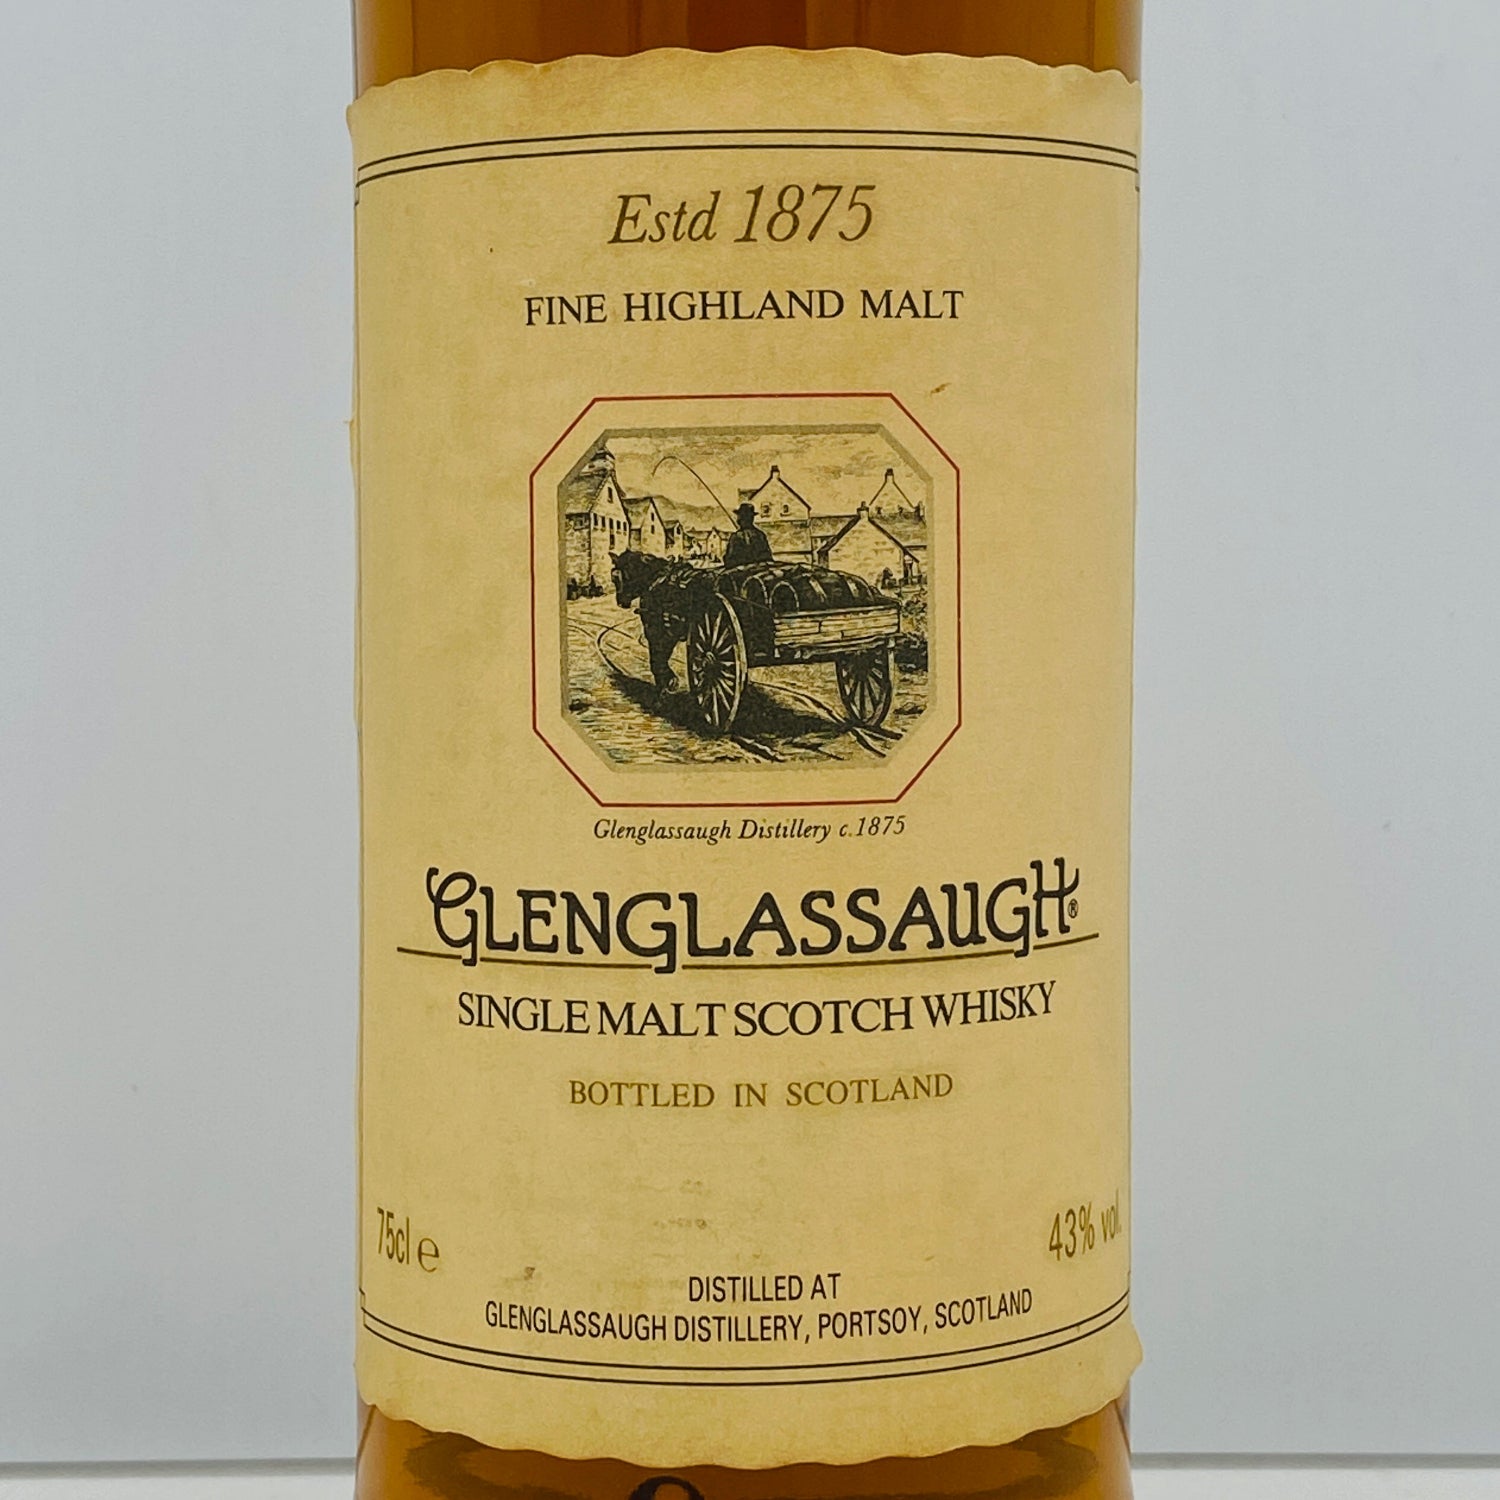 Estd 1875
FINE HIGHLAND MALT
Glenglassaugh Distillery c.1875
GLENGLASSAUGH®
SINGLE MALT SCOTCH WHISKY
BOTTLED IN SCOTLAND
75cl e
43% vol.
DISTILLED AT
GLENGLASSAUGH DISTILLERY, PORTSOY, SCOTLAND